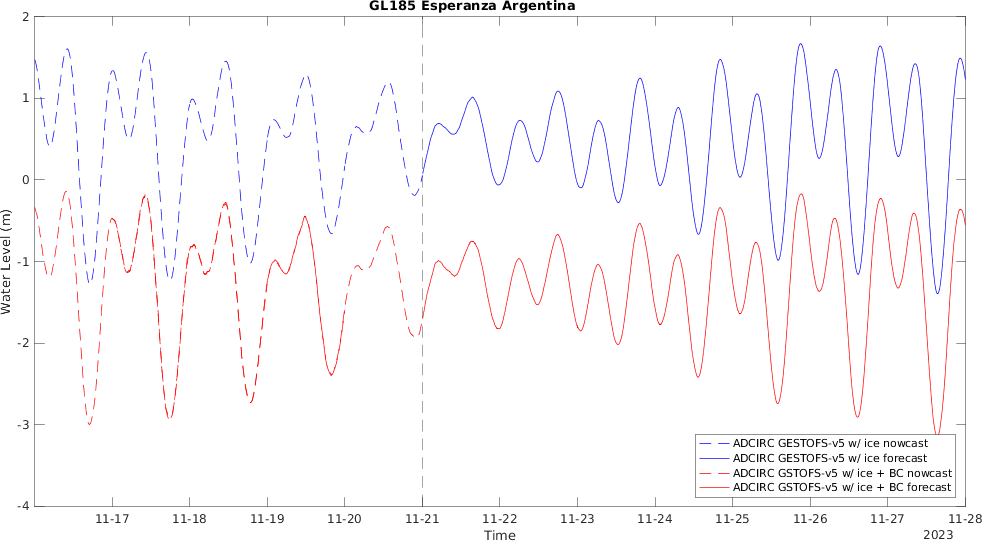 GL185 Esperanza Argentina
Water Level (m)
2
1
0
-1
-2
-3
-4
ADCIRC GESTOFS-v5 w/ ice nowcast
ADCIRC GESTOFS-v5 w/ ice forecast
ADCIRC GSTOFS-v5 w/ ice + BC nowcast
ADCIRC GSTOFS-v5 w/ ice + BC forecast
11-17 11-18 11-19 11-20 11-21 11-22 11-23 11-24 11-25 11-26 11-27 11-28
Time
2023